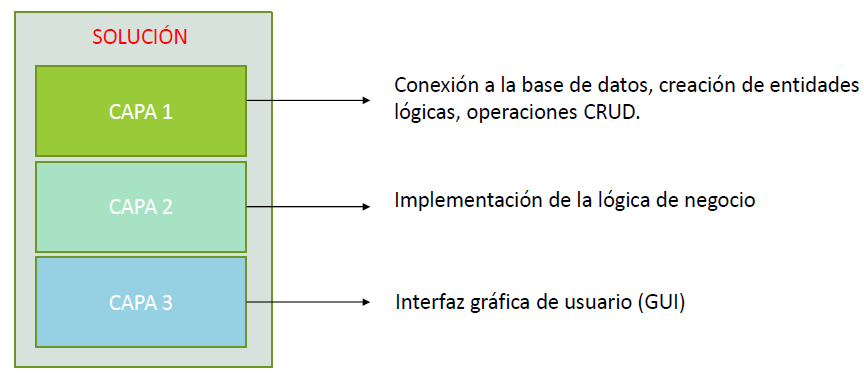 SOLUCIÓN
CAPA 1
Conexión a la base de datos, creación de entidades
lógicas, operaciones CRUD.
CAPA 2
Implementación de la lógica de negocio
CAPA 3
Interfaz gráfica de usuario (GUI)